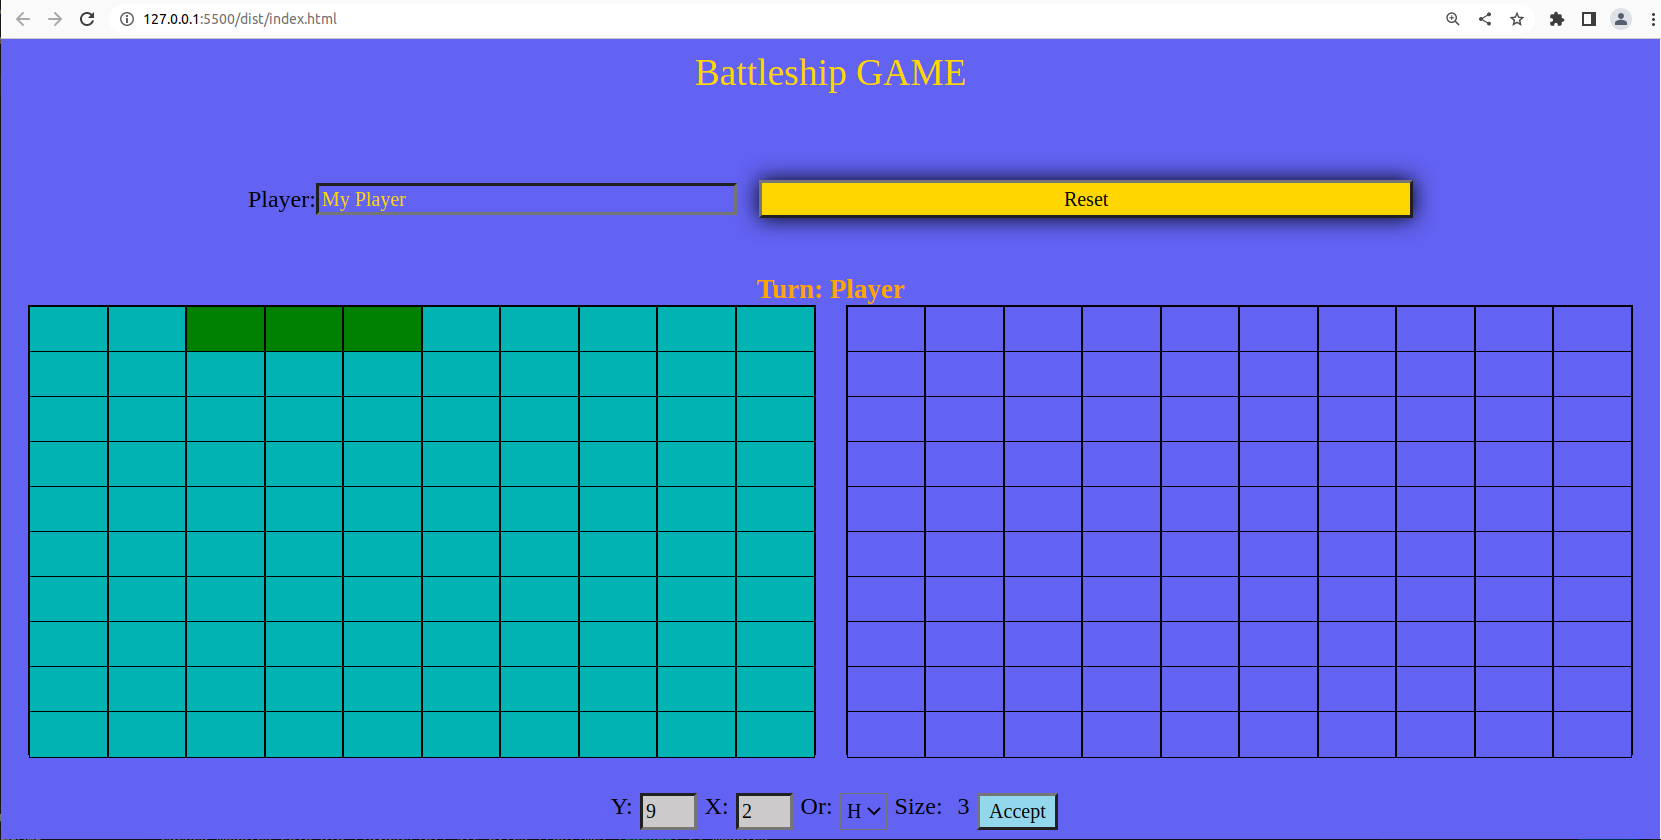 127.0.0.1:5500/dist/index.html
Battleship GAME
Player: My Player Reset
Turn: Player
Y: 9 X: 2 Or: H Size: 3 Accept